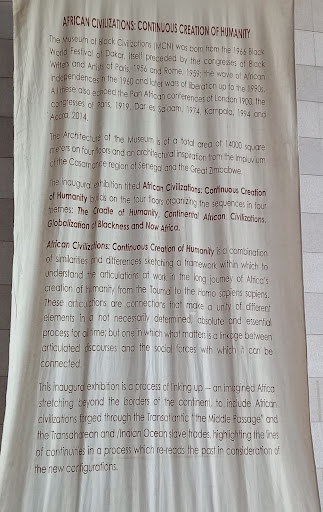 AFRICAN CIVILIZATIONS: CONTINUOUS CREATION OF HUMANITY
The Museum of Black Civilizations (MCN) was born from the 1966 Black
World Festival of Dakar, itself preceded by the congresses of Black
Writers and Artists of Paris, 1956 and Rome, 1959; the wave of African
independences in the 1960 and later wars of liberation up to the 1990s.
All these also echoed the Pan African conferences of London 1900, the
congresses of Paris, 1919, Dar es Salaam, 1974, Kampala, 1994 and
Accra, 2014.
The Architecture of the Museum is of a total area of 14000 square
meters on four floors and an architectural inspiration from the impluvium
of the Casamance region of Senegal and the Great Zimbabwe.
The inaugural exhibition titled African Civilizations: Continuous Creation
of Humanity builds on the four floors organizing the sequences in four
themes: The Cradle of Humanity, Continental African Civilizations,
Globalization of Blackness and Now Africa.
African Civilizations: Continuous Creation of Humanity is a combination
of similarities and differences sketching a framework within which to
understand the articulations at work in the long journey of Africa's
creation of humanity from the Toumaï to the Homo sapiens sapiens.
These articulations are connections that make a unity of different
elements in a not necessarily determined, absolute and essential
process for all time; but one in which what matters is a linkage between
articulated discourses and the social forces with which it can be
connected.
This inaugural exhibition is a process of linking up – an imagined Africa
stretching beyond the borders of the continent, to include African
civilizations forged through the Transatlantic "the Middle Passage" and
the Transaharean and /Indian Ocean slave trades, highlighting the lines
of continuities in a process which re-reads the past in consideration of
the new configurations.